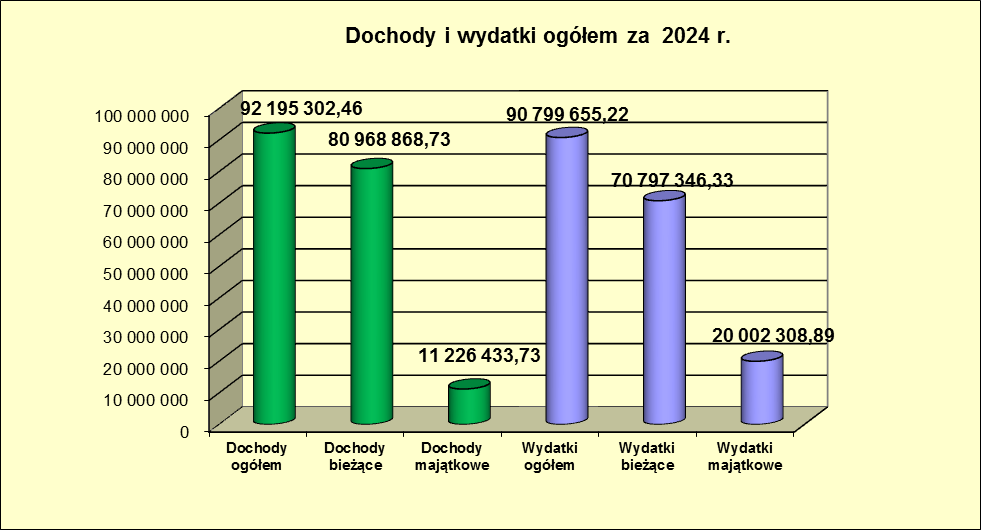 Dochody i wydatki ogółem za 2024 r.
100 000 000
90 000 000
80 000 000
70 000 000
60 000 000
50 000 000
40 000 000
30 000 000
20 000 000
10 000 000
0
92 195 302,46
80 968 868,73
11 226 433,73
90 799 655,22
70 797 346,33
20 002 308,89
Dochody
ogółem
Dochody
bieżące
Dochody
majątkowe
Wydatki
ogółem
Wydatki
bieżące
Wydatki
majątkowe